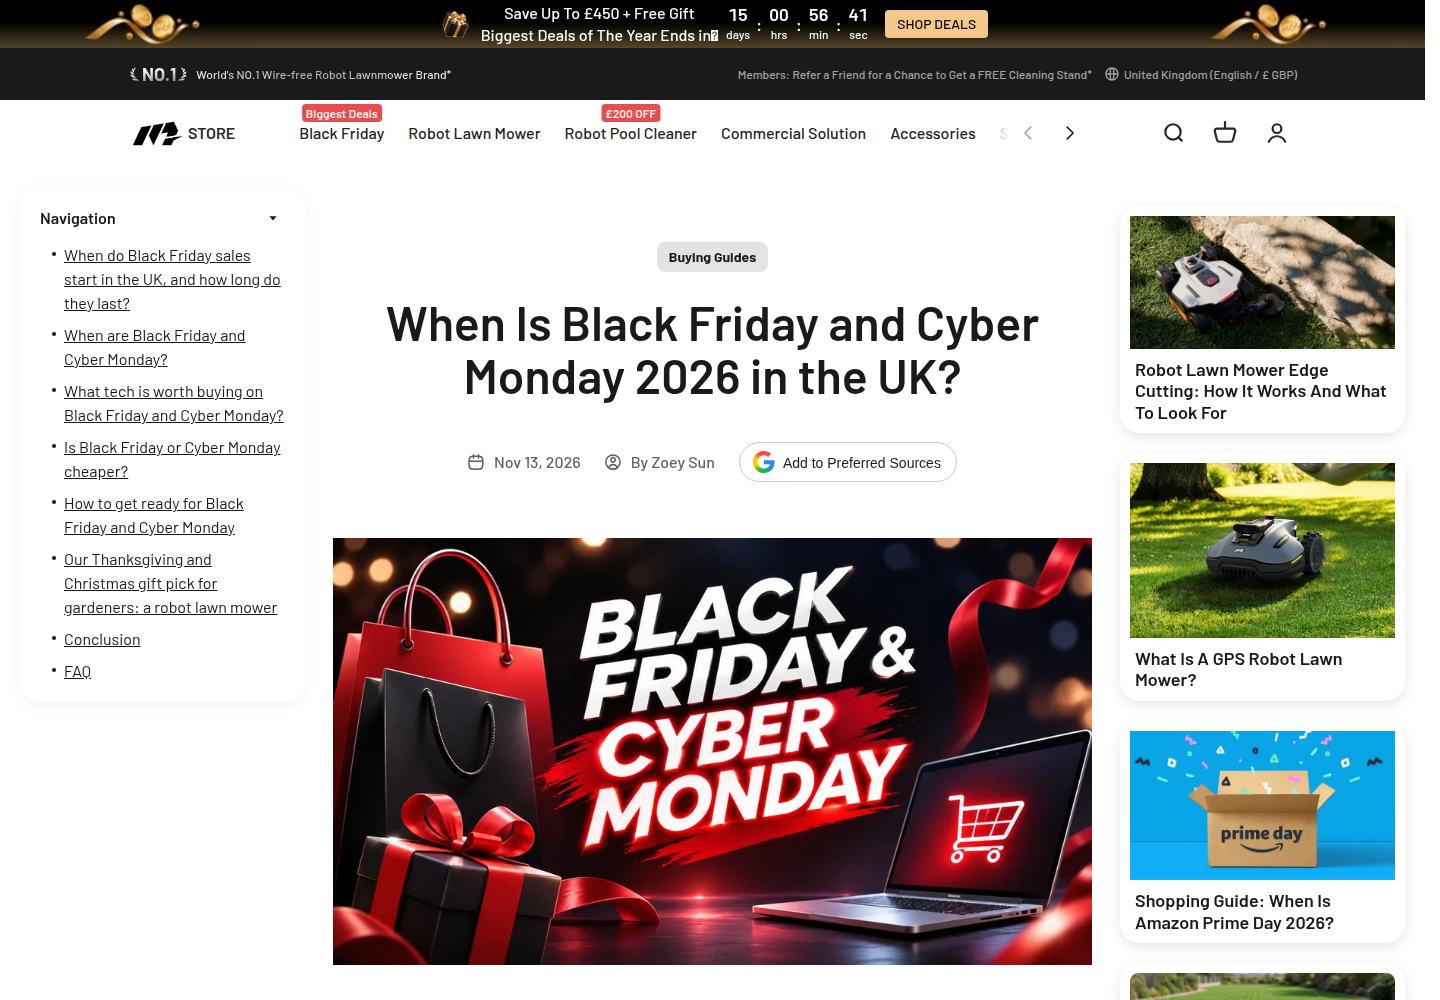 Save Up To £450 + Free Gift
Biggest Deals of The Year Ends in
15 : 00 : 56 : 41
days hrs min sec
SHOP DEALS
NO.1 World's NO.1 Wire-free Robot Lawnmower Brand*
Members: Refer a Friend for a Chance to Get a FREE Cleaning Stand*
United Kingdom (English / £ GBP)
STORE
Biggest Deals
Black Friday
Robot Lawn Mower
£200 OFF
Robot Pool Cleaner
Commercial Solution
Accessories
Navigation
When do Black Friday sales
start in the UK, and how long do
they last?
When are Black Friday and
Cyber Monday?
What tech is worth buying on
Black Friday and Cyber Monday?
Is Black Friday or Cyber Monday
cheaper?
How to get ready for Black
Friday and Cyber Monday
Our Thanksgiving and
Christmas gift pick for
gardeners: a robot lawn mower
Conclusion
FAQ
Buying Guides
When Is Black Friday and Cyber
Monday 2026 in the UK?
Nov 13, 2026
By Zoey Sun
Add to Preferred Sources
BLACK
FRIDAY &
CYBER
MONDAY
Robot Lawn Mower Edge
Cutting: How It Works And What
To Look For
What Is A GPS Robot Lawn
Mower?
prime day
Shopping Guide: When Is
Amazon Prime Day 2026?